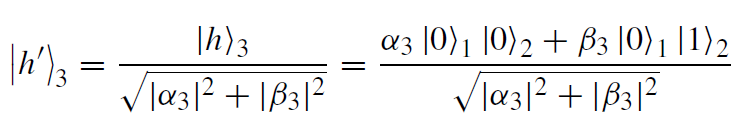 |h′⟩₃ = |h⟩₃ / √(|α₃|² + |β₃|²) = (α₃ |0⟩₁ |0⟩₂ + β₃ |0⟩₁ |1⟩₂) / √(|α₃|² + |β₃|²)